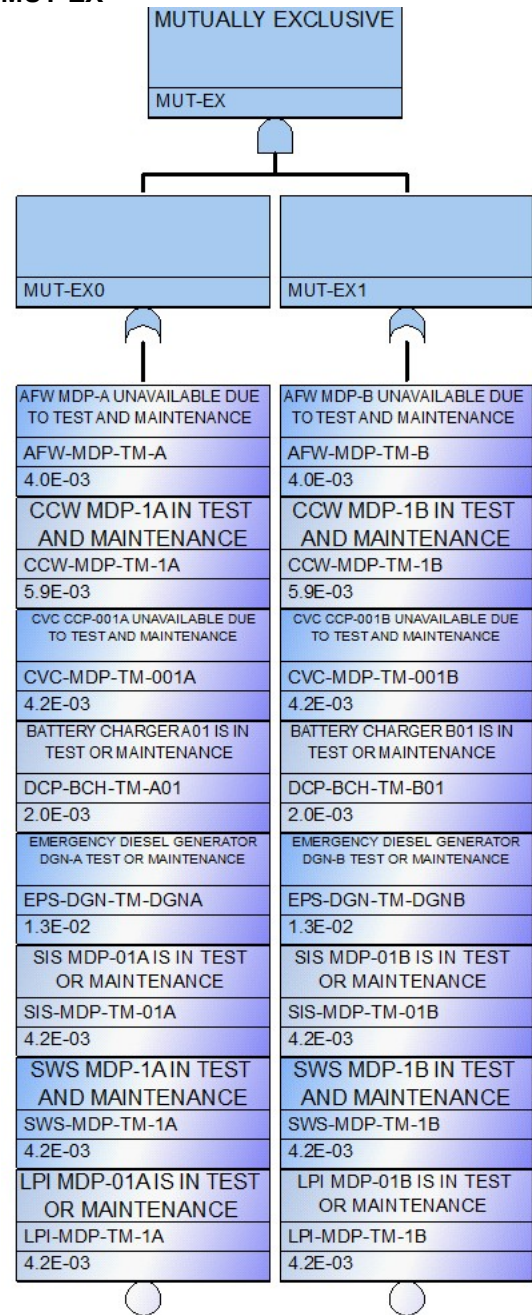 MUT-EX
MUTUALLY EXCLUSIVE
MUT-EX
MUT-EX0
MUT-EX1
AFW MDP-A UNAVAILABLE DUE
TO TEST AND MAINTENANCE
AFW-MDP-TM-A
4.0E-03
CCW MDP-1A IN TEST
AND MAINTENANCE
CCW-MDP-TM-1A
5.9E-03
CVC CCP-001A UNAVAILABLE DUE
TO TEST AND MAINTENANCE
CVC-MDP-TM-001A
4.2E-03
BATTERY CHARGER A01 IS IN
TEST OR MAINTENANCE
DCP-BCH-TM-A01
2.0E-03
EMERGENCY DIESEL GENERATOR
DGN-A TEST OR MAINTENANCE
EPS-DGN-TM-DGNA
1.3E-02
SIS MDP-01A IS IN TEST
OR MAINTENANCE
SIS-MDP-TM-01A
4.2E-03
SWS MDP-1A IN TEST
AND MAINTENANCE
SWS-MDP-TM-1A
4.2E-03
LPI MDP-01A IS IN TEST
OR MAINTENANCE
LPI-MDP-TM-1A
4.2E-03
AFW MDP-B UNAVAILABLE DUE
TO TEST AND MAINTENANCE
AFW-MDP-TM-B
4.0E-03
CCW MDP-1B IN TEST
AND MAINTENANCE
CCW-MDP-TM-1B
5.9E-03
CVC CCP-001B UNAVAILABLE DUE
TO TEST AND MAINTENANCE
CVC-MDP-TM-001B
4.2E-03
BATTERY CHARGER B01 IS IN
TEST OR MAINTENANCE
DCP-BCH-TM-B01
2.0E-03
EMERGENCY DIESEL GENERATOR
DGN-B TEST OR MAINTENANCE
EPS-DGN-TM-DGNB
1.3E-02
SIS MDP-01B IS IN TEST
OR MAINTENANCE
SIS-MDP-TM-01B
4.2E-03
SWS MDP-1B IN TEST
AND MAINTENANCE
SWS-MDP-TM-1B
4.2E-03
LPI MDP-01B IS IN TEST
OR MAINTENANCE
LPI-MDP-TM-1B
4.2E-03